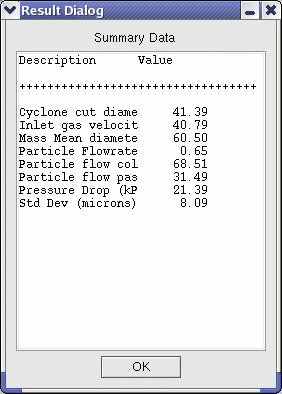 Result Dialog
Summary Data
Description Value
++++++++++++++++++++++++++++++++++
Cyclone cut diame 41.39
Inlet gas velocit 40.79
Mass Mean diamete 60.50
Particle Flowrate 0.65
Particle flow col 68.51
Particle flow pas 31.49
Pressure Drop (kP 21.39
Std Dev (microns) 8.09
OK